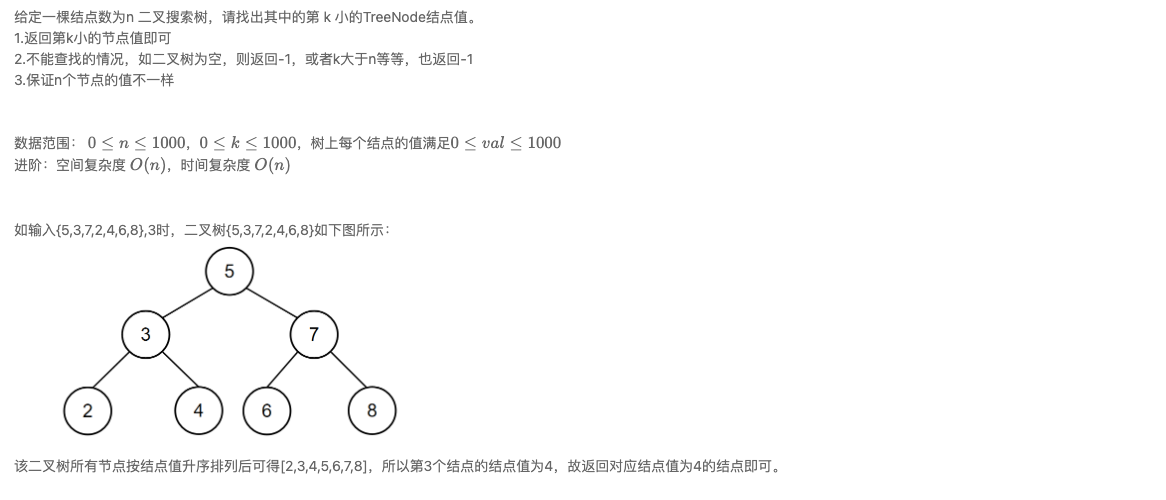 给定一棵结点数为n 二叉搜索树，请找出其中的第 k 小的TreeNode结点值。
1.返回第k小的节点值即可
2.不能查找的情况，如二叉树为空，则返回-1，或者k大于n等等，也返回-1
3.保证n个节点的值不一样
数据范围： 0 ≤ n ≤ 1000，0 ≤ k ≤ 1000，树上每个结点的值满足0 ≤ val ≤ 1000
进阶：空间复杂度 O(n)，时间复杂度 O(n)
如输入{5,3,7,2,4,6,8},3时，二叉树{5,3,7,2,4,6,8}如下图所示：
5
3 7
2 4 6 8
该二叉树所有节点按结点值升序排列后可得[2,3,4,5,6,7,8]，所以第3个结点的结点值为4，故返回对应结点值为4的结点即可。